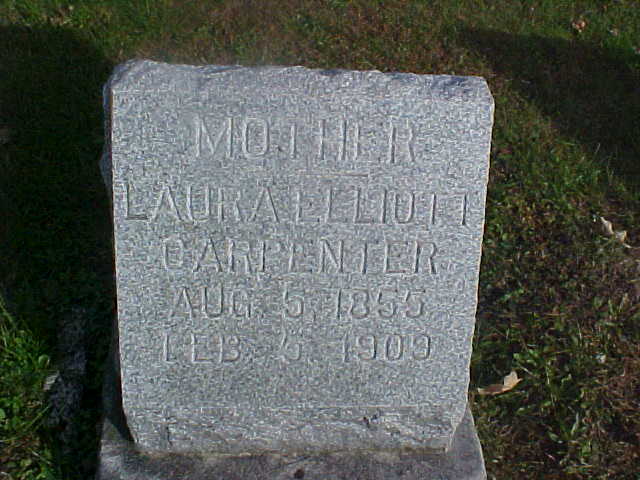 MOTHER
LAURA ELLIOTT
CARPENTER
AUG. 5, 1855
FEB. 5, 1909